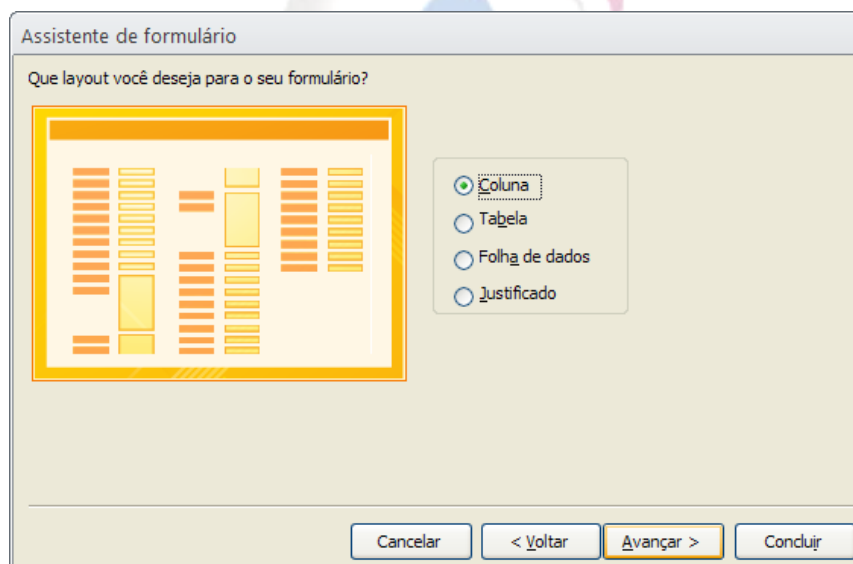 Assistente de formulário
Que layout você deseja para o seu formulário?
Coluna
Tabela
Folha de dados
Justificado
Cancelar
< Voltar
Avançar >
Concluir